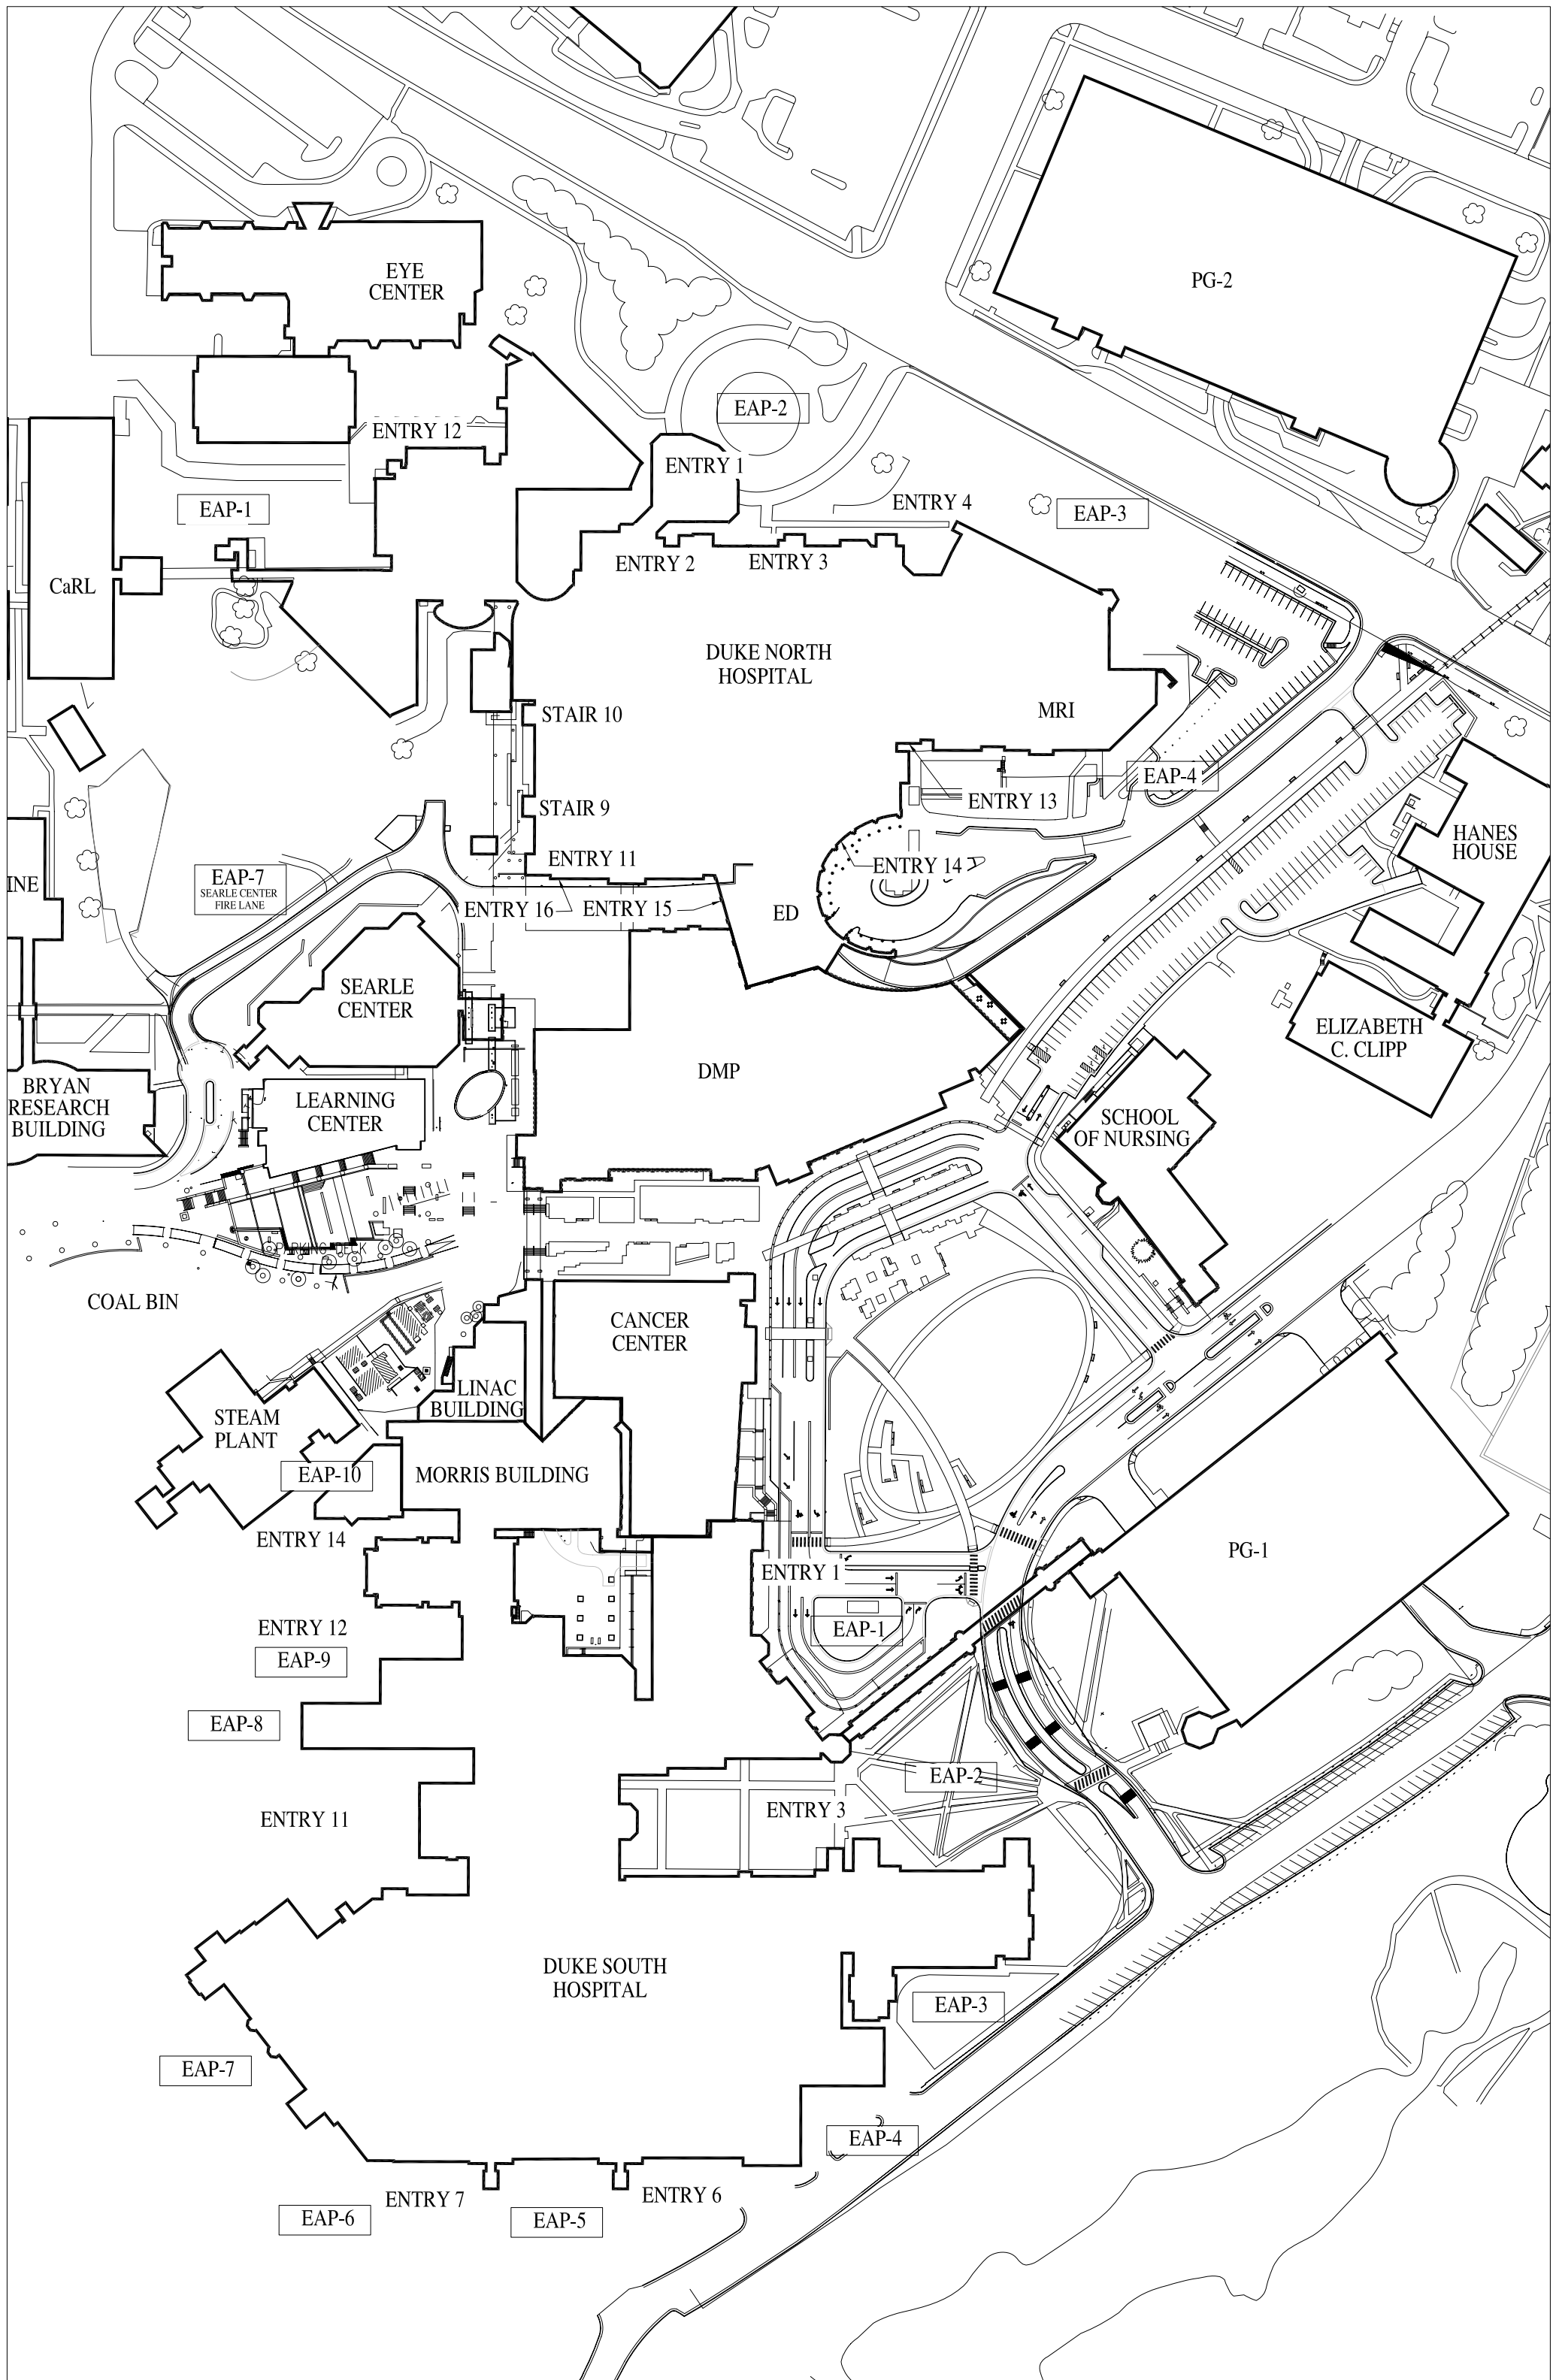 EYE
CENTER
PG-2
EAP-2
ENTRY 12
ENTRY 1
EAP-1
ENTRY 4
EAP-3
ENTRY 2
ENTRY 3
CaRL
DUKE NORTH
HOSPITAL
STAIR 10
MRI
EAP-4
ENTRY 13
STAIR 9
HANES
HOUSE
ENTRY 11
ENTRY 14
EAP-7
SEARLE CENTER
FIRE LANE
INE
ENTRY 16
ENTRY 15
ED
SEARLE
CENTER
ELIZABETH
C. CLIPP
DMP
BRYAN
RESEARCH
BUILDING
LEARNING
CENTER
SCHOOL
OF NURSING
PARKING DECK
COAL BIN
CANCER
CENTER
LINAC
BUILDING
STEAM
PLANT
EAP-10
MORRIS BUILDING
ENTRY 14
PG-1
ENTRY 1
ENTRY 12
EAP-1
EAP-9
EAP-8
EAP-2
ENTRY 3
ENTRY 11
DUKE SOUTH
HOSPITAL
EAP-3
EAP-7
EAP-4
ENTRY 7
ENTRY 6
EAP-6
EAP-5